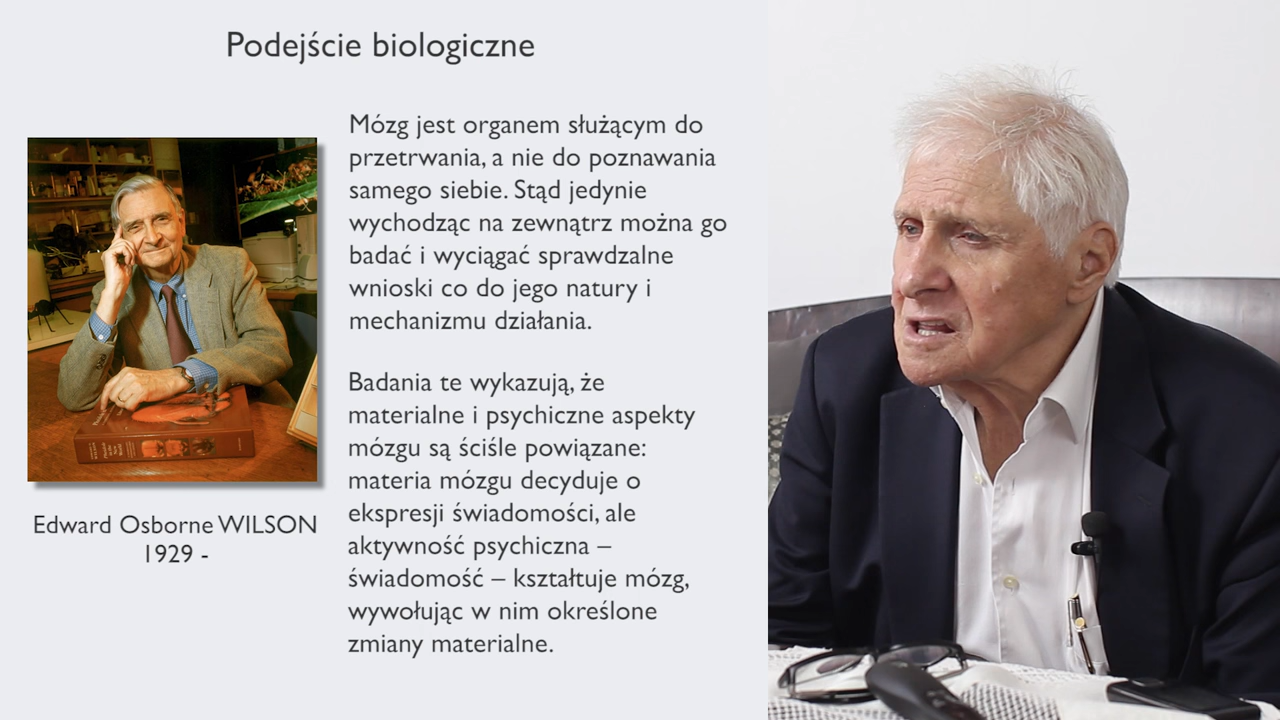 Podejście biologiczne
Mózg jest organem służącym do
przetrwania, a nie do poznawania
samego siebie. Stąd jedynie
wychodząc na zewnątrz można go
badać i wyciągać sprawdzalne
wnioski co do jego natury i
mechanizmu działania.
Badania te wykazują, że
materialne i psychiczne aspekty
mózgu są ściśle powiązane:
materia mózgu decyduje o
ekspresji świadomości, ale
aktywność psychiczna –
świadomość – kształtuje mózg,
wywołując w nim określone
zmiany materialne.
Edward Osborne WILSON
1929 -